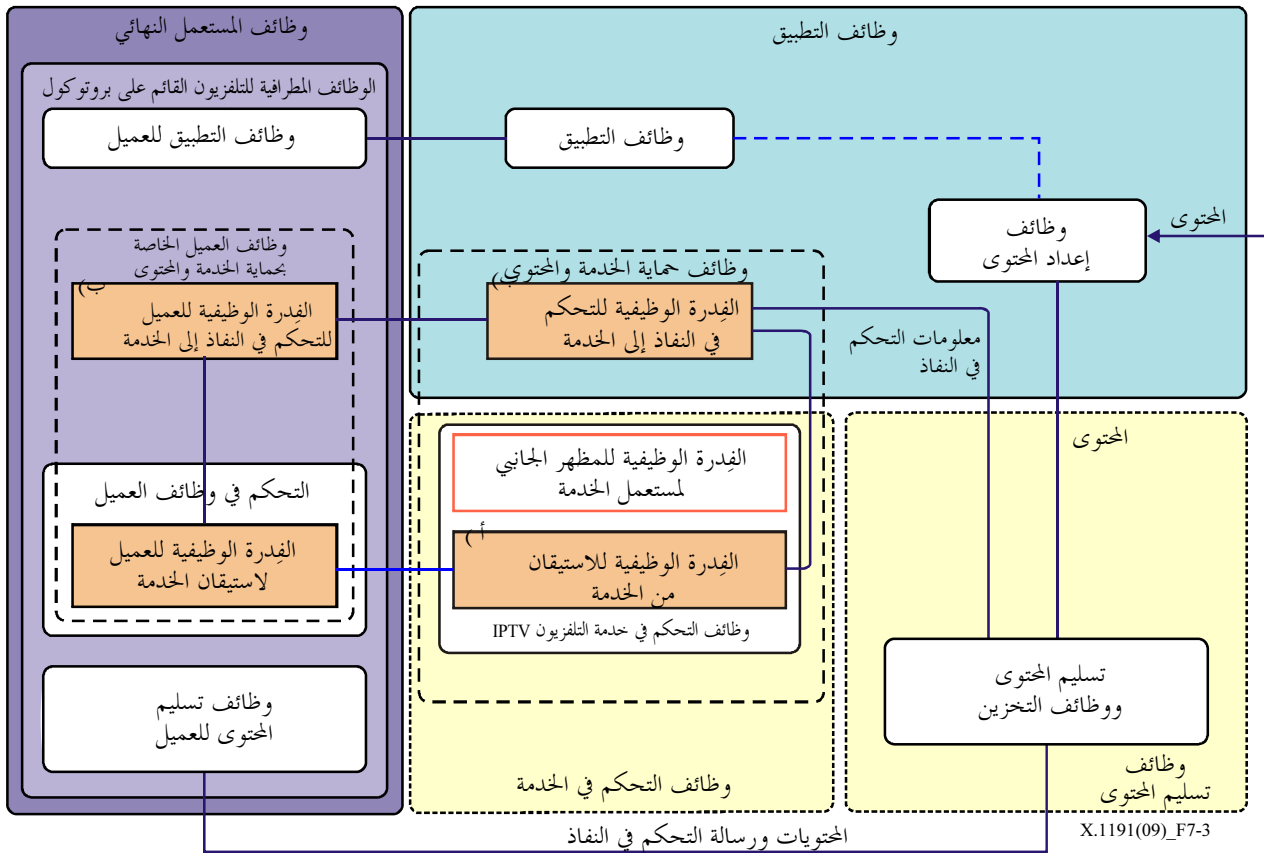 وظائف المستعمل النهائي
وظائف التطبيق
الوظائف المطرافية للتلفزيون القائم على بروتوكول
وظائف التطبيق للعميل
وظائف التطبيق
المحتوى
وظائف
إعداد المحتوى
وظائف العميل الخاصة
بحماية الخدمة والمحتوى
وظائف حماية الخدمة والمحتوى
ب)
القِدرة الوظيفية للعميل
للتحكم في النفاذ إلى الخدمة
القِدرة الوظيفية للتحكم
في النفاذ إلى الخدمة
معلومات التحكم
في النفاذ
المحتوى
القِدرة الوظيفية للمظهر الجانبي
لمستعمل الخدمة
التحكم في وظائف العميل
القِدرة الوظيفية للعميل
لاستيقان الخدمة
أ )
القِدرة الوظيفية للاستيقان
من الخدمة
وظائف التحكم في خدمة التلفزيون IPTV
تسليم المحتوى
ووظائف التخزين
وظائف تسليم
المحتوى للعميل
وظائف التحكم في الخدمة
وظائف
تسليم المحتوى
X.1191(09)_F7-3
المحتويات ورسالة التحكم في النفاذ